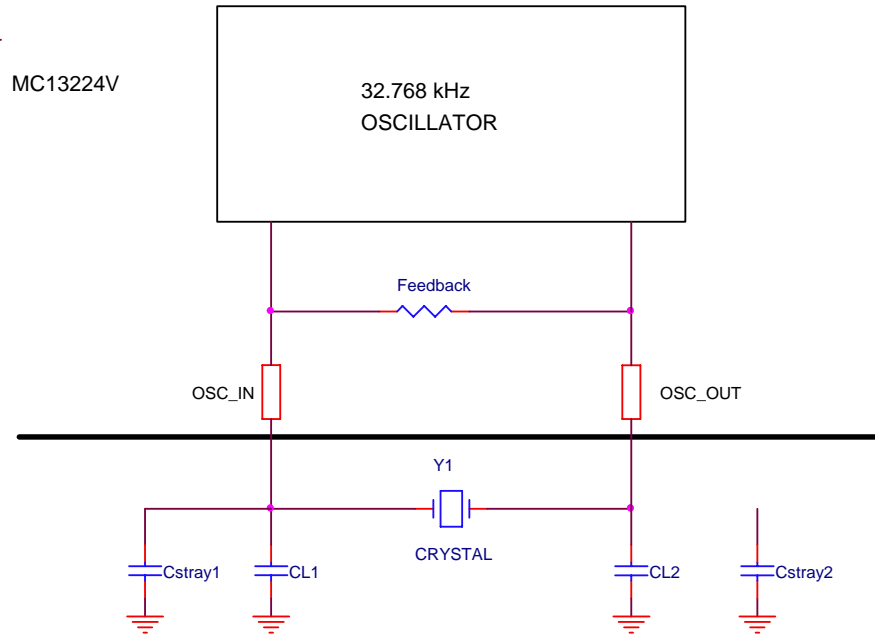 MC13224V
32.768 kHz
OSCILLATOR
Feedback
OSC_IN
OSC_OUT
Y1
CRYSTAL
Cstray1
CL1
CL2
Cstray2